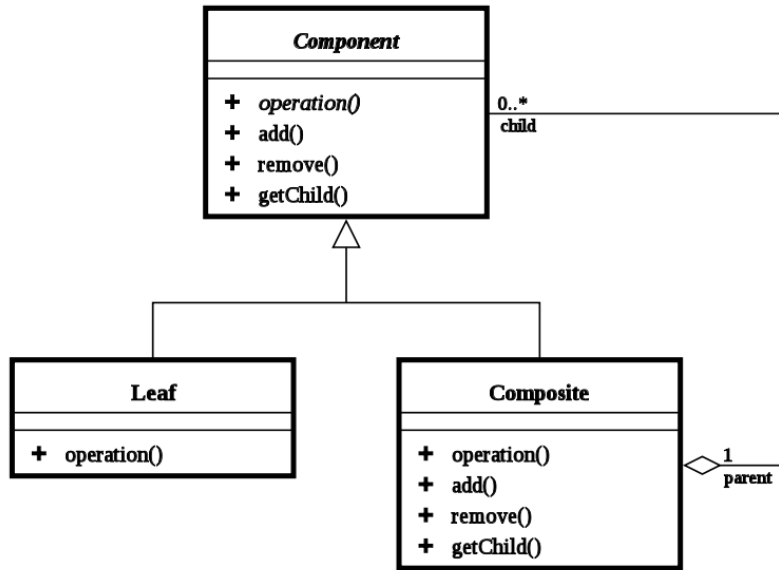 Component
+ operation()
+ add()
+ remove()
+ getChild()
0..*
child
Leaf
+ operation()
Composite
+ operation()
+ add()
+ remove()
+ getChild()
1
parent